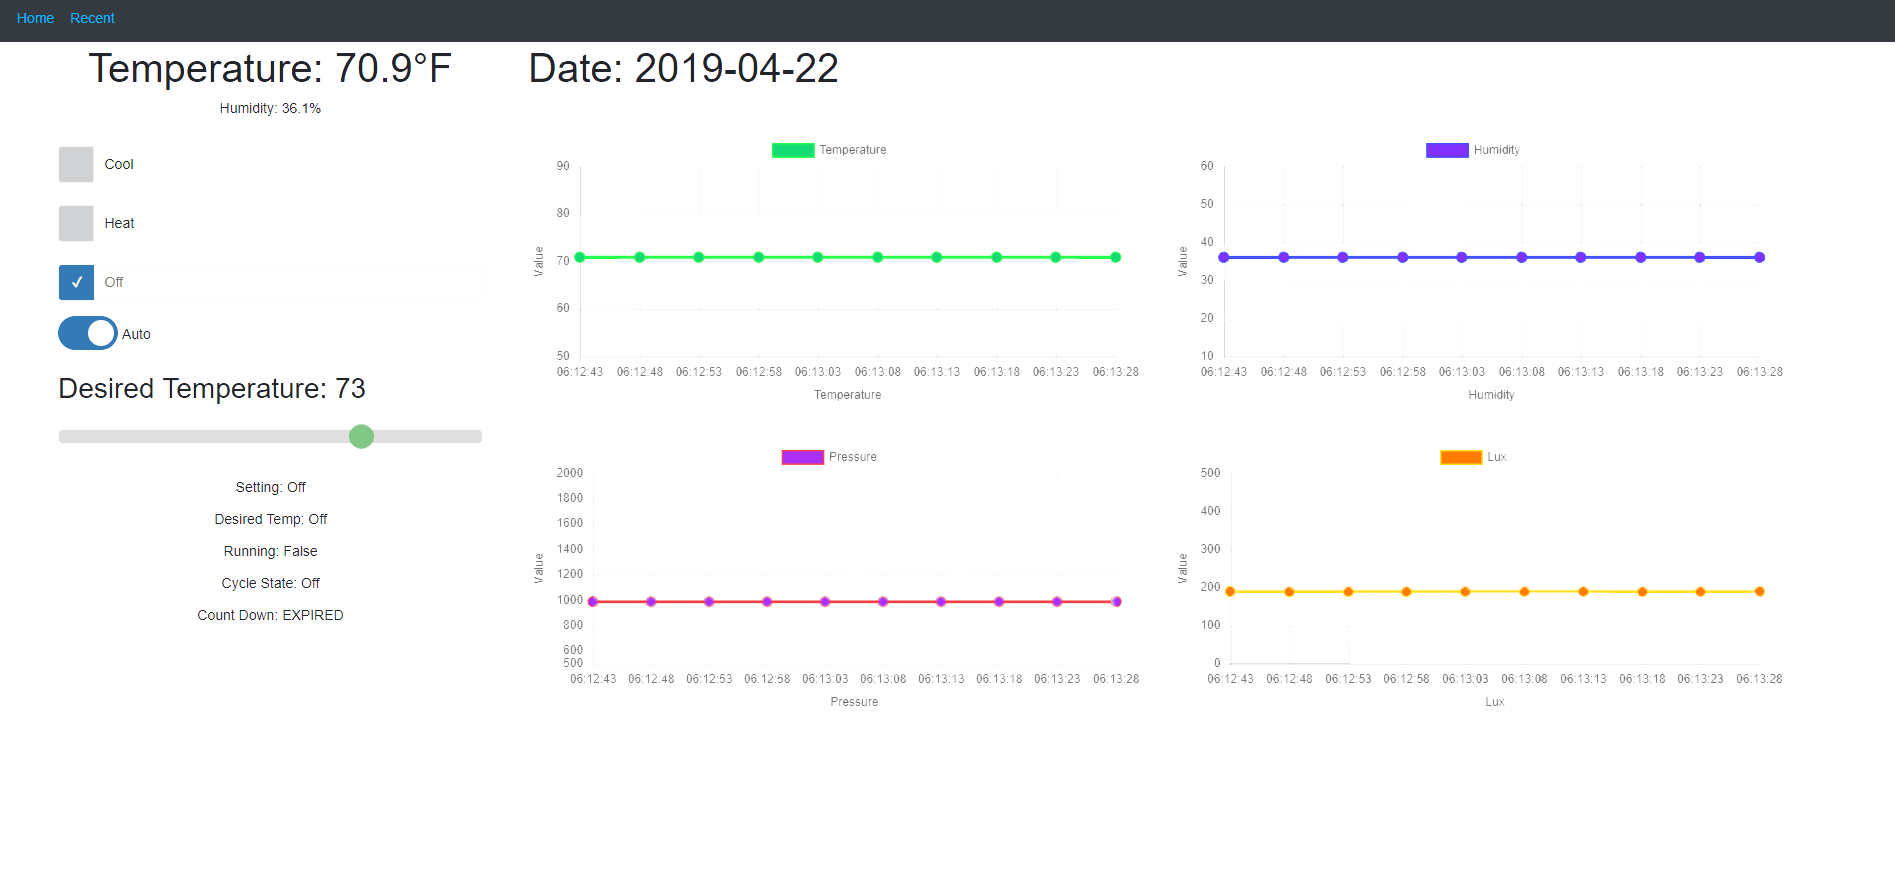 Home Recent
Temperature: 70.9°F
Humidity: 36.1%
Cool
Heat
Off
Auto
Desired Temperature: 73
Setting: Off
Desired Temp: Off
Running: False
Cycle State: Off
Count Down: EXPIRED
Date: 2019-04-22
Temperature
90
80
70
60
50
Value
06:12:43 06:12:48 06:12:53 06:12:58 06:13:03 06:13:08 06:13:13 06:13:18 06:13:23 06:13:28
Temperature
Humidity
60
50
40
30
20
10
Value
06:12:43 06:12:48 06:12:53 06:12:58 06:13:03 06:13:08 06:13:13 06:13:18 06:13:23 06:13:28
Humidity
Pressure
2000
1800
1600
1400
1200
1000
800
600
500
Value
06:12:43 06:12:48 06:12:53 06:12:58 06:13:03 06:13:08 06:13:13 06:13:18 06:13:23 06:13:28
Pressure
Lux
500
400
300
200
100
0
Value
06:12:43 06:12:48 06:12:53 06:12:58 06:13:03 06:13:08 06:13:13 06:13:18 06:13:23 06:13:28
Lux